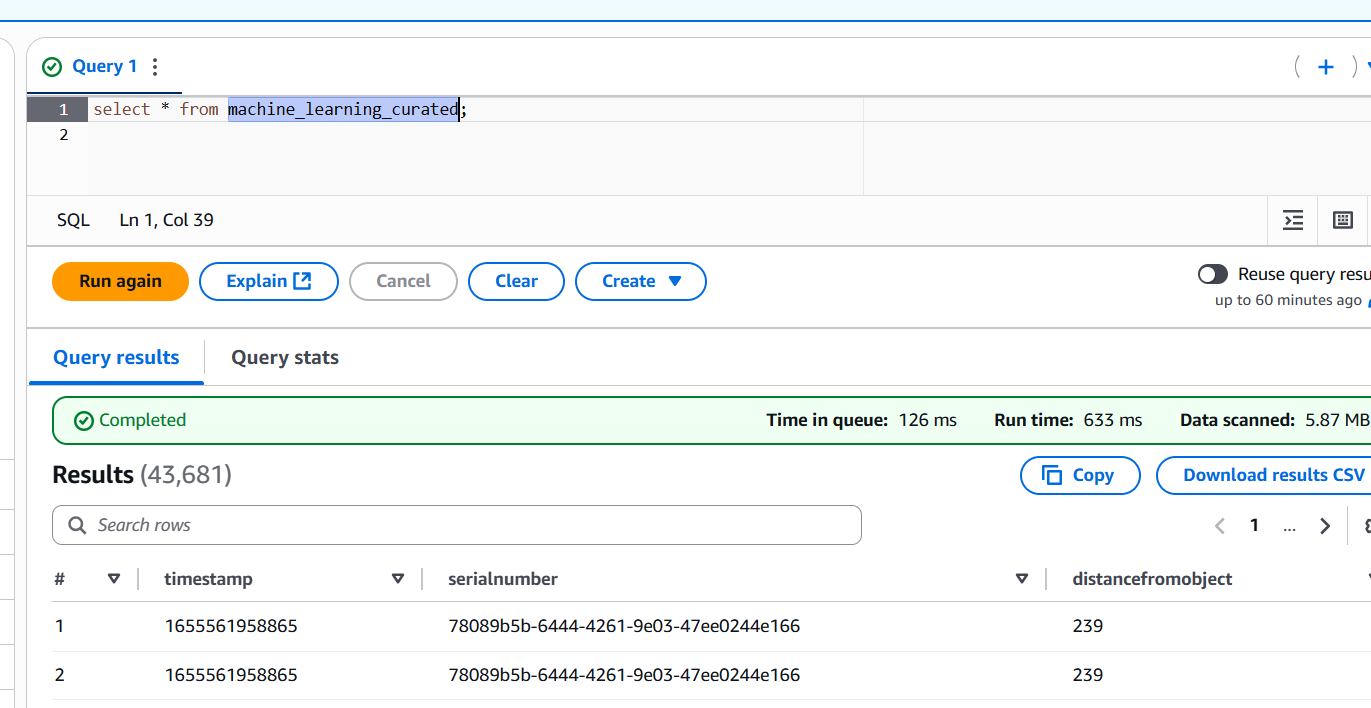 Query 1
1 select * from machine_learning_curated;
2
SQL Ln 1, Col 39
Run again Explain Cancel Clear Create Reuse query resu
up to 60 minutes ago
Query results Query stats
Completed Time in queue: 126 ms Run time: 633 ms Data scanned: 5.87 MB
Results (43,681) Copy Download results CSV
Search rows 1 ...
# timestamp serialnumber distancefromobject
1 1655561958865 78089b5b-6444-4261-9e03-47ee0244e166 239
2 1655561958865 78089b5b-6444-4261-9e03-47ee0244e166 239